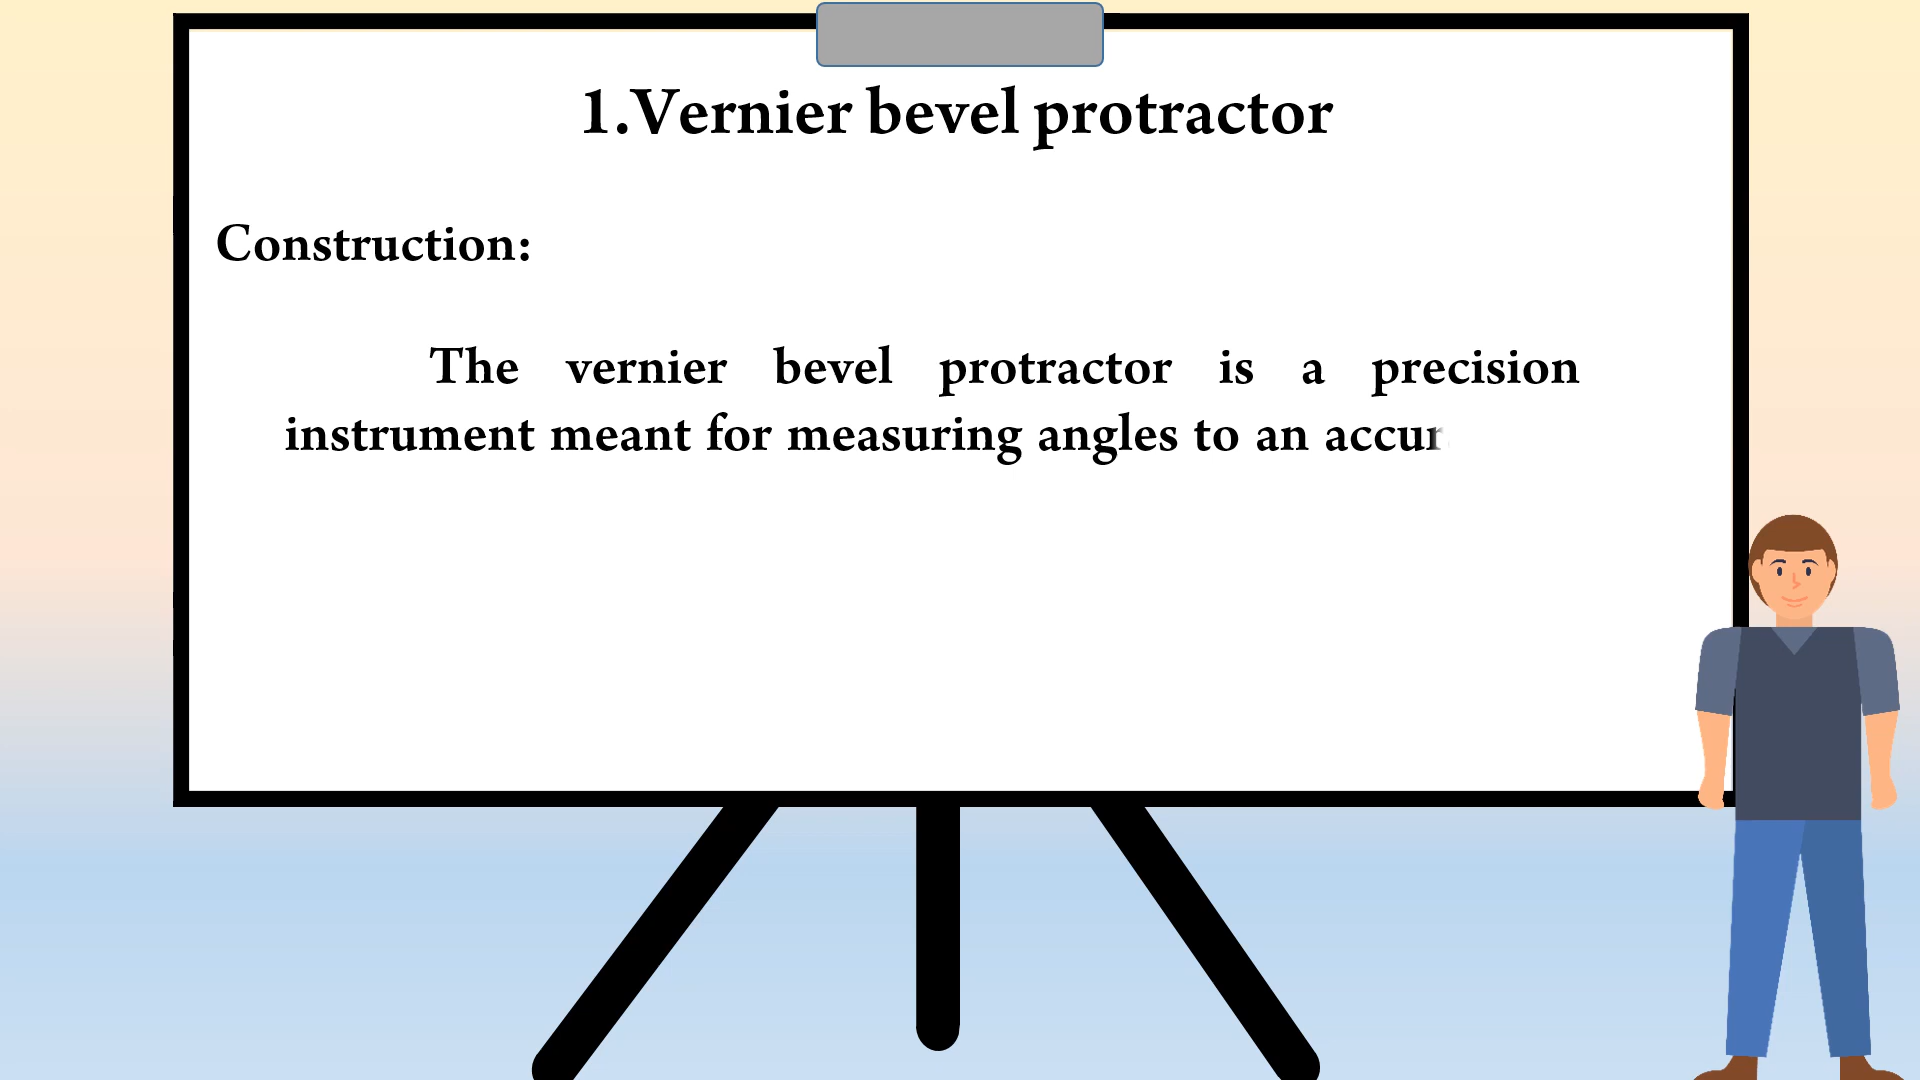 1.Vernier bevel protractor
Construction:
The vernier bevel protractor is a precision
instrument meant for measuring angles to an